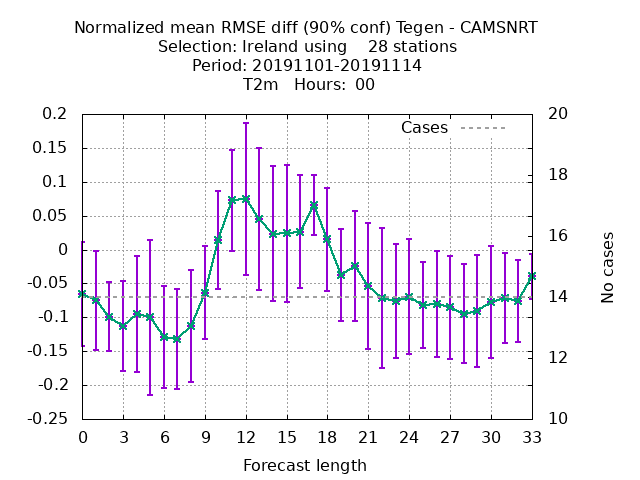 Normalized mean RMSE diff (90% conf) Tegen - CAMSNRT
Selection: Ireland using    28 stations
Period: 20191101-20191114
T2m   Hours:  00
Cases
0.2
0.15
0.1
0.05
0
-0.05
-0.1
-0.15
-0.2
-0.25
20
18
16
14
12
10
No cases
0 3 6 9 12 15 18 21 24 27 30 33
Forecast length